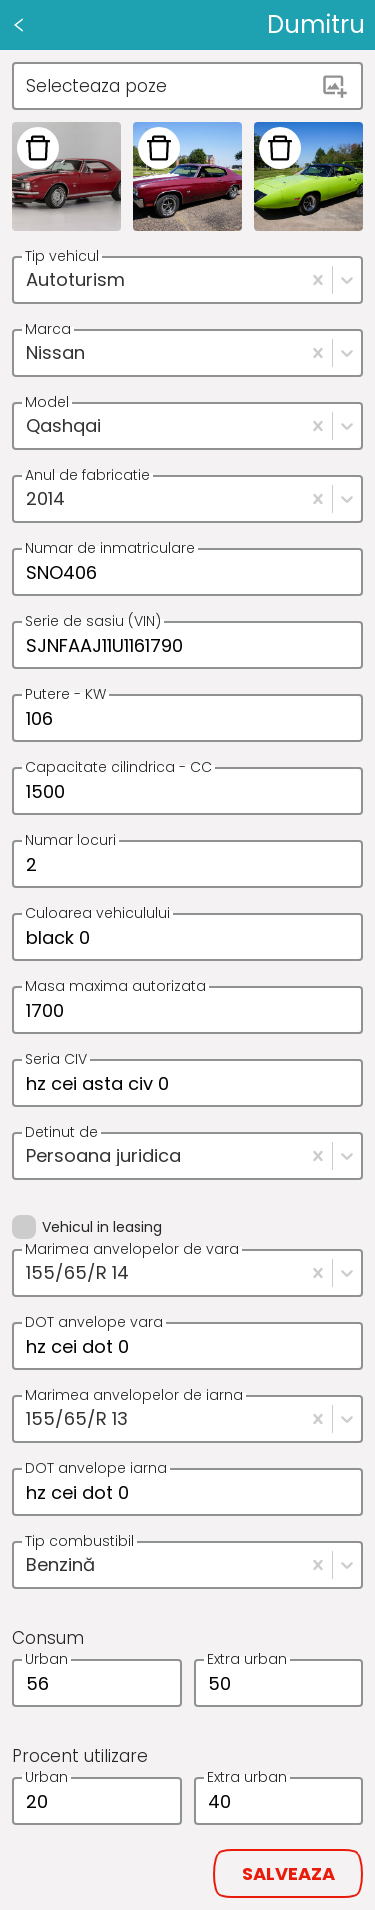 Dumitru
Selecteaza poze
Tip vehicul
Autoturism
Marca
Nissan
Model
Qashqai
Anul de fabricatie
2014
Numar de inmatriculare
SNO406
Serie de sasiu (VIN)
SJNFAAJ11U1161790
Putere - KW
106
Capacitate cilindrica - CC
1500
Numar locuri
2
Culoarea vehiculului
black 0
Masa maxima autorizata
1700
Seria CIV
hz cei asta civ 0
Detinut de
Persoana juridica
Vehicul in leasing
Marimea anvelopelor de vara
155/65/R 14
DOT anvelope vara
hz cei dot 0
Marimea anvelopelor de iarna
155/65/R 13
DOT anvelope iarna
hz cei dot 0
Tip combustibil
Benzină
Consum
Urban
56
Extra urban
50
Procent utilizare
Urban
20
Extra urban
40
SALVEAZA